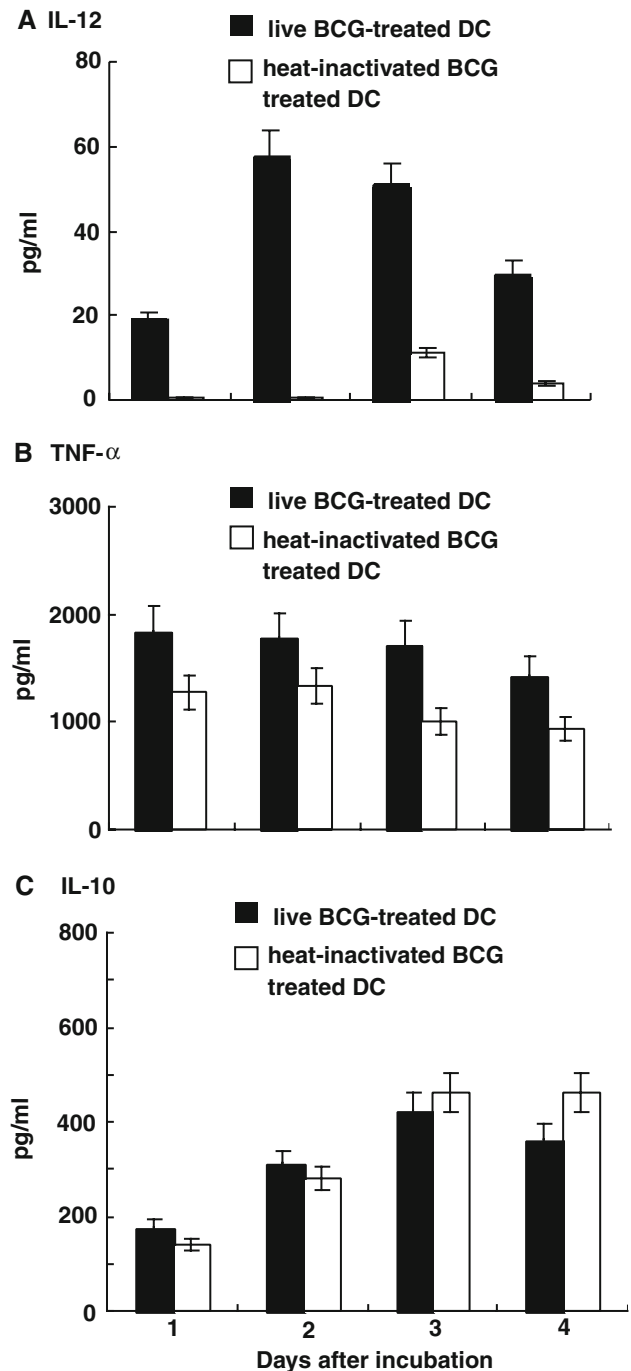 A IL-12
live BCG-treated DC
heat-inactivated BCG
treated DC
80
60
40
20
0
pg/ml
B TNF-α
live BCG-treated DC
heat-inactivated BCG
treated DC
3000
2000
1000
0
pg/ml
C IL-10
live BCG-treated DC
heat-inactivated BCG
treated DC
800
600
400
200
0
pg/ml
1 2 3 4
Days after incubation